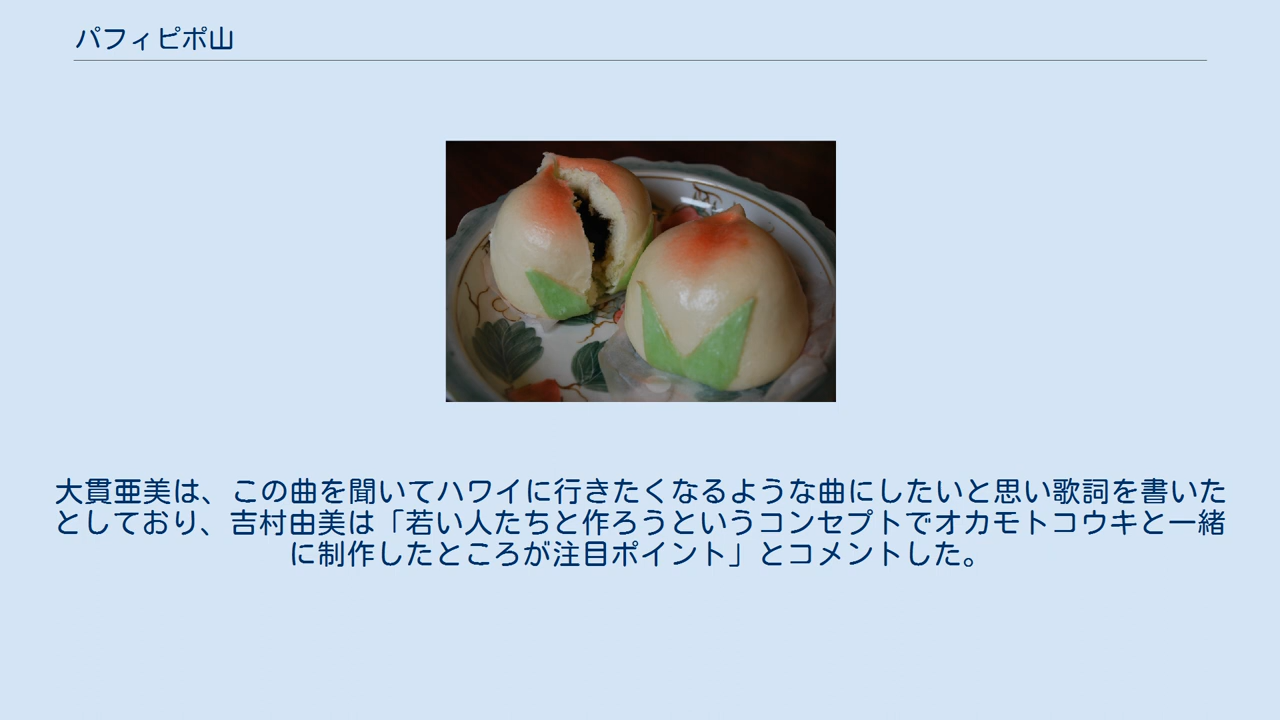 パフィピポ山
大貫亜美は、この曲を聞いてハワイに行きたくなるような曲にしたいと思い歌詞を書いた
としており、吉村由美は「若い人たちと作ろうというコンセプトでオカモトコウキと一緒
に制作したところが注目ポイント」とコメントした。